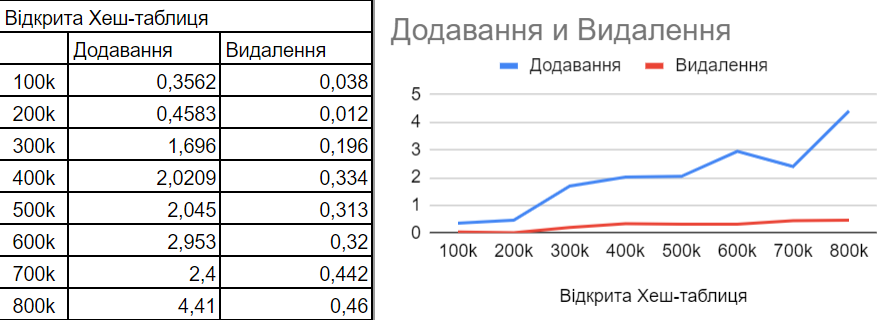 Відкрита Хеш-таблиця
Додавання Видалення
100k 0,3562 0,038
200k 0,4583 0,012
300k 1,696 0,196
400k 2,0209 0,334
500k 2,045 0,313
600k 2,953 0,32
700k 2,4 0,442
800k 4,41 0,46
Додавання и Видалення
Додавання Видалення
5
4
3
2
1
0
100k 200k 300k 400k 500k 600k 700k 800k
Відкрита Хеш-таблиця